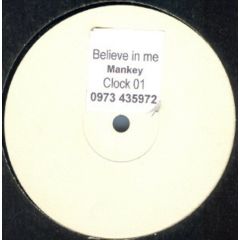 Believe in me
Mankey
Clock 01
0973 435972